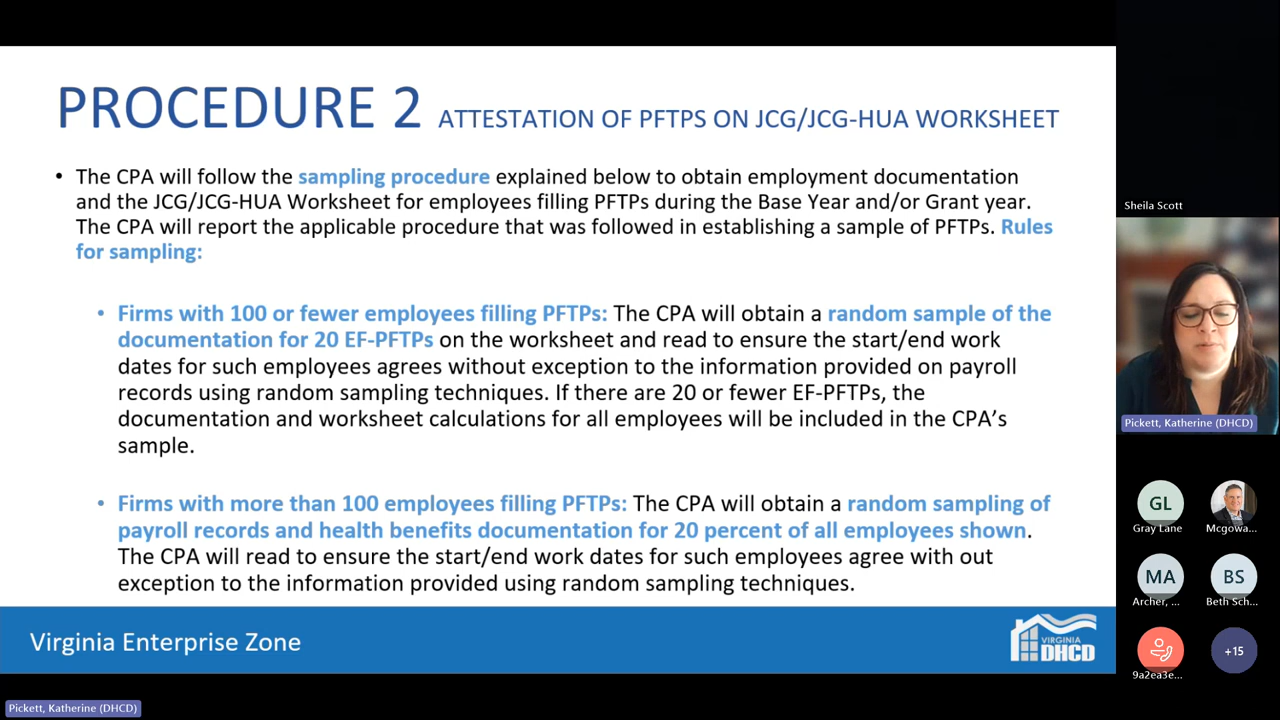 PROCEDURE 2 ATTESTATION OF PFTPS ON JCG/JCG-HUA WORKSHEET
• The CPA will follow the sampling procedure explained below to obtain employment documentation
and the JCG/JCG-HUA Worksheet for employees filling PFTPs during the Base Year and/or Grant year.
The CPA will report the applicable procedure that was followed in establishing a sample of PFTPs. Rules
for sampling:
• Firms with 100 or fewer employees filling PFTPs: The CPA will obtain a random sample of the
documentation for 20 EF-PFTPs on the worksheet and read to ensure the start/end work
dates for such employees agrees without exception to the information provided on payroll
records using random sampling techniques. If there are 20 or fewer EF-PFTPs, the
documentation and worksheet calculations for all employees will be included in the CPA's
sample.
• Firms with more than 100 employees filling PFTPs: The CPA will obtain a random sampling of
payroll records and health benefits documentation for 20 percent of all employees shown.
The CPA will read to ensure the start/end work dates for such employees agree with out
exception to the information provided using random sampling techniques.
Virginia Enterprise Zone
VIRGINIA
DHCD
Pickett, Katherine (DHCD)
Sheila Scott
Pickett, Katherine (DHCD)
GL
Gray Lane
Mcgowa...
MA
Archer, ...
BS
Beth Sch...
9a2ea3e...
+15